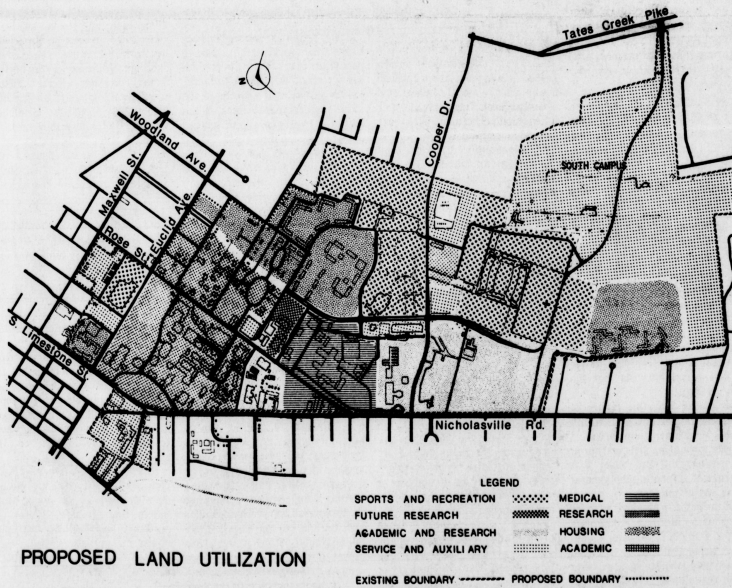 Tates Creek Pike
N
Cooper Dr.
Woodland Ave.
Maxwell St.
SOUTH CAMPUS
Euclid Ave.
Rose St.
S. Limestone St.
Nicholasville Rd.
LEGEND
SPORTS AND RECREATION MEDICAL
FUTURE RESEARCH RESEARCH
ACADEMIC AND RESEARCH HOUSING
SERVICE AND AUXILIARY ACADEMIC
PROPOSED LAND UTILIZATION
EXISTING BOUNDARY PROPOSED BOUNDARY